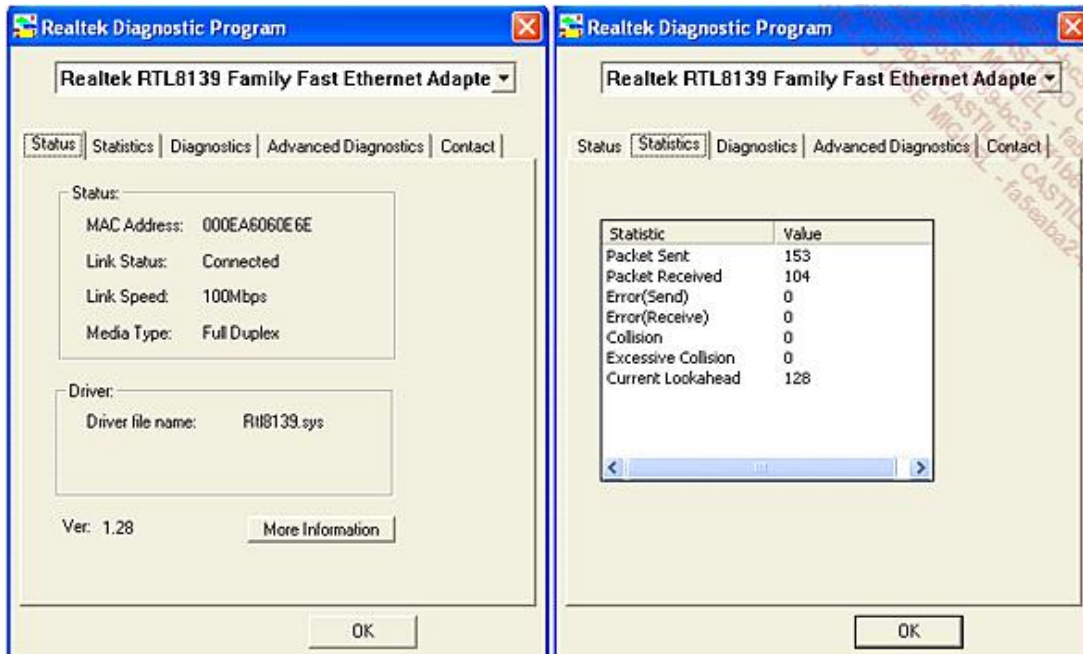 Realtek Diagnostic Program
Realtek RTL8139 Family Fast Ethernet Adapte
Status Statistics Diagnostics Advanced Diagnostics Contact
Status:
MAC Address: 000EA6060E6E
Link Status: Connected
Link Speed: 100Mbps
Media Type: Full Duplex
Driver:
Driver file name: Rtl8139.sys
Ver: 1.28 More Information
OK
Realtek Diagnostic Program
Realtek RTL8139 Family Fast Ethernet Adapte
Status Statistics Diagnostics Advanced Diagnostics Contact
Statistic Value
Packet Sent 153
Packet Received 104
Error(Send) 0
Error(Receive) 0
Collision 0
Excessive Collision 0
Current Lookahead 128
OK